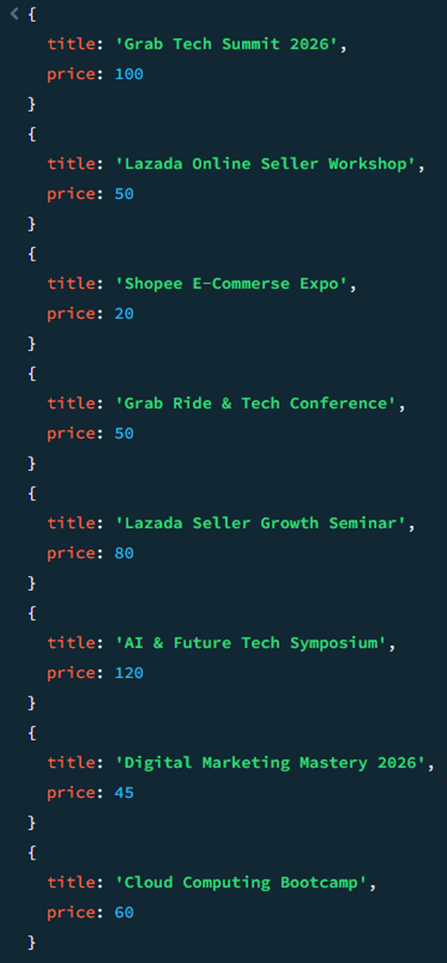 {
title: 'Grab Tech Summit 2026',
price: 100
}
{
title: 'Lazada Online Seller Workshop',
price: 50
}
{
title: 'Shopee E-Commerse Expo',
price: 20
}
{
title: 'Grab Ride & Tech Conference',
price: 50
}
{
title: 'Lazada Seller Growth Seminar',
price: 80
}
{
title: 'AI & Future Tech Symposium',
price: 120
}
{
title: 'Digital Marketing Mastery 2026',
price: 45
}
{
title: 'Cloud Computing Bootcamp',
price: 60
}